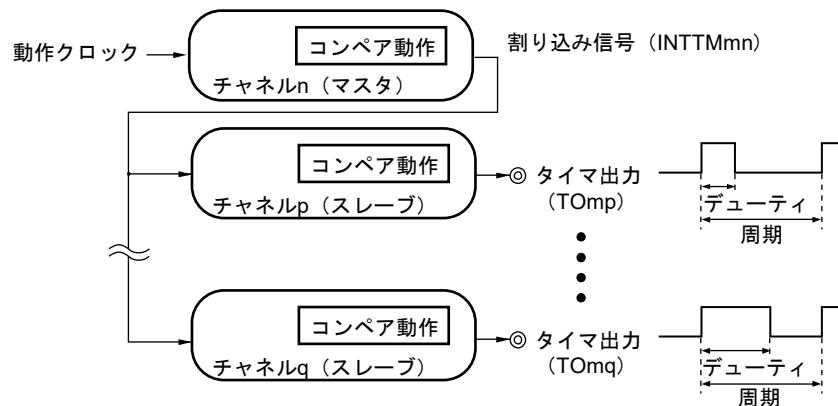 コンペア動作
動作クロック
チャネルn（マスタ）
割り込み信号（INTTMmn）
コンペア動作
チャネルp（スレーブ）
タイマ出力
（TOmp）
デューティ
周期
コンペア動作
チャネルq（スレーブ）
タイマ出力
（TOmq）
デューティ
周期